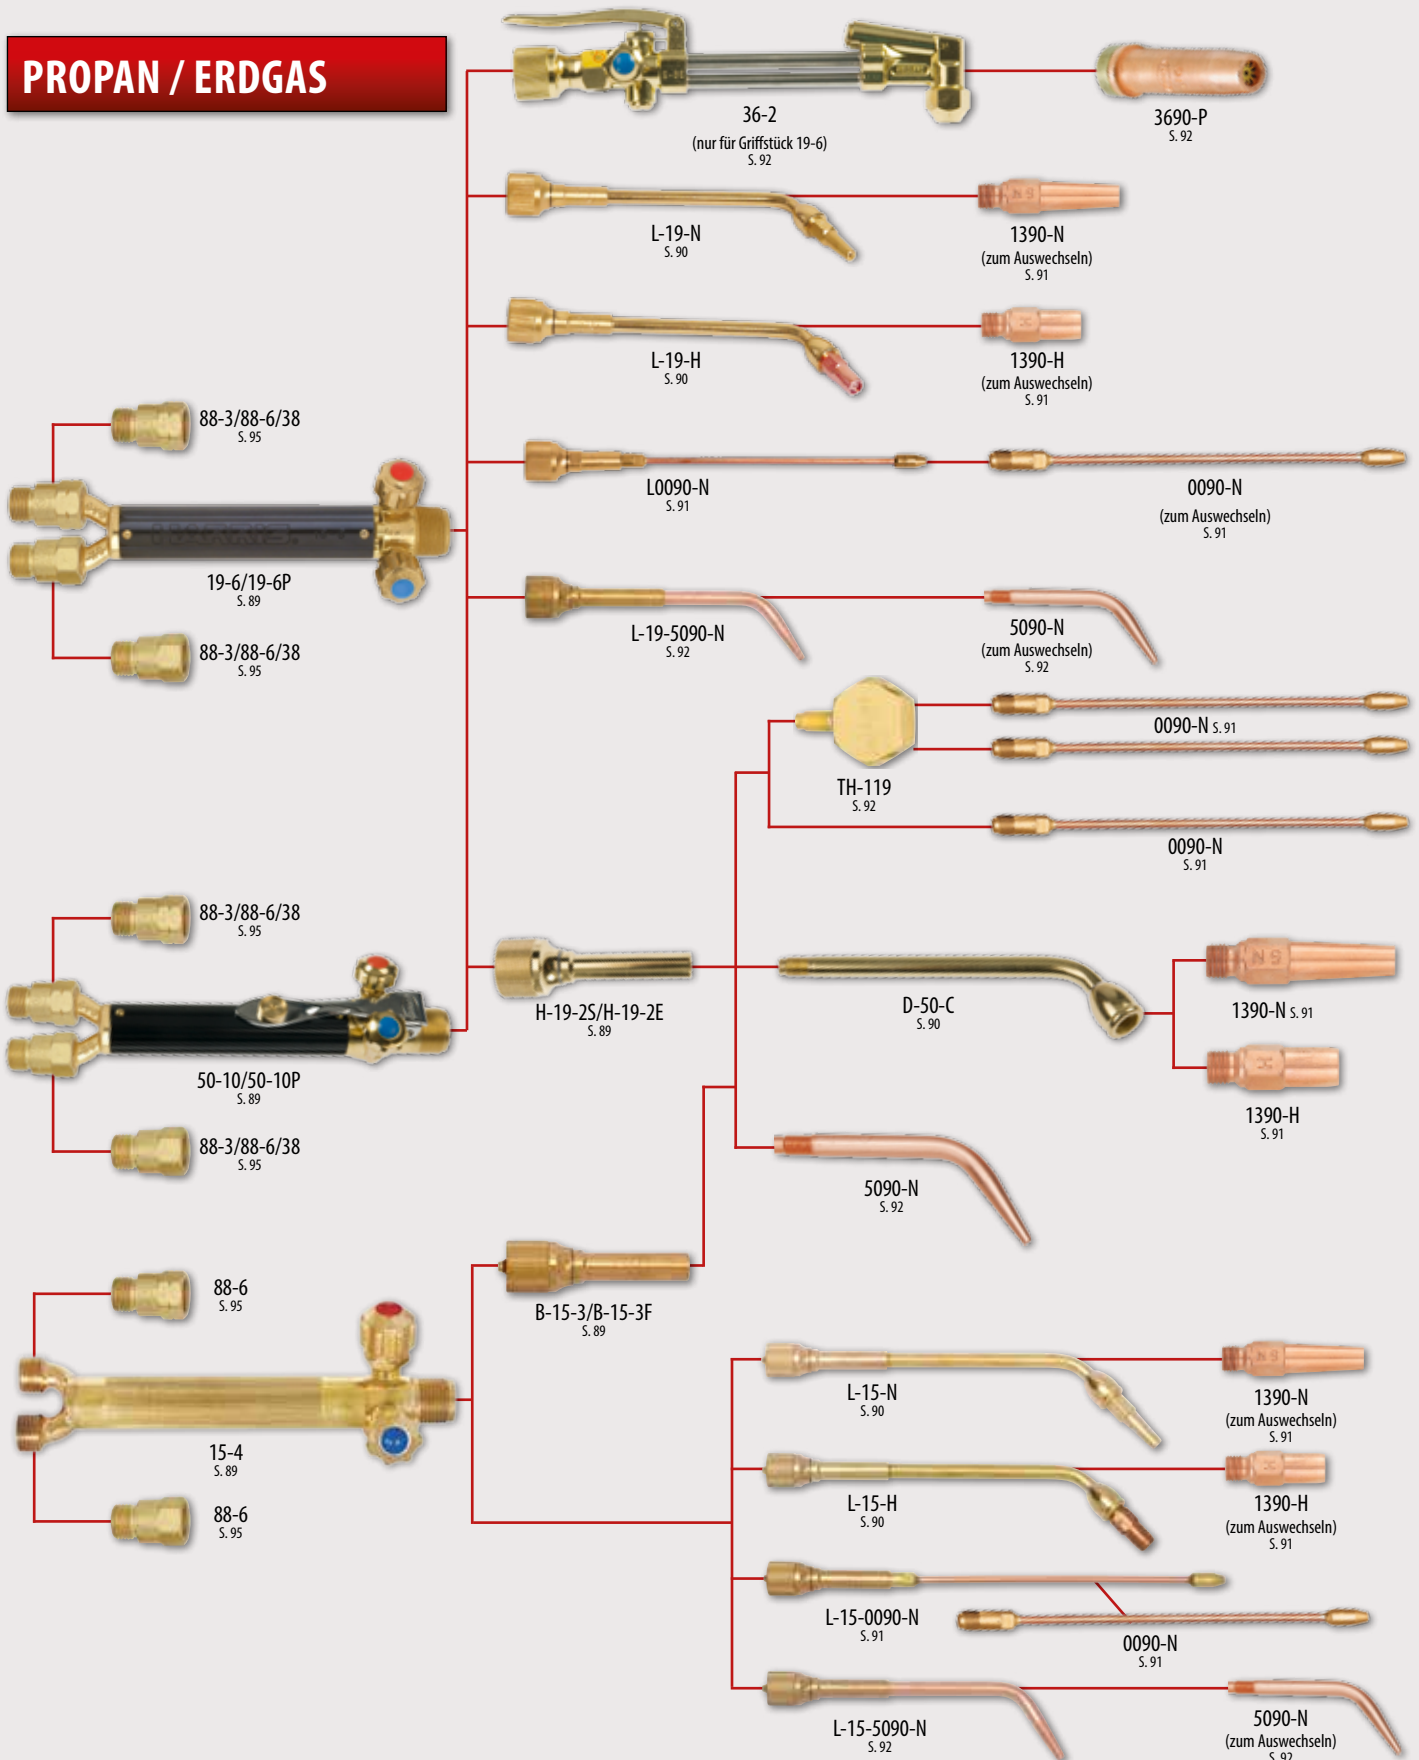 PROPAN / ERDGAS
36-2
(nur für Griffstück 19-6)
S. 92
3690-P
S. 92
L-19-N
S. 90
1390-N
(zum Auswechseln)
S. 91
L-19-H
S. 90
1390-H
(zum Auswechseln)
S. 91
88-3/88-6/38
S. 95
L0090-N
S. 91
0090-N
(zum Auswechseln)
S. 91
HARRIS
19-6/19-6P
S. 89
88-3/88-6/38
S. 95
L-19-5090-N
S. 92
5090-N
(zum Auswechseln)
S. 92
0090-N S. 91
TH-119
S. 92
0090-N
S. 91
88-3/88-6/38
S. 95
H-19-2S/H-19-2E
S. 89
D-50-C
S. 90
5 N
1390-N S. 91
H
1390-H
S. 91
50-10/50-10P
S. 89
88-3/88-6/38
S. 95
5090-N
S. 92
88-6
S. 95
B-15-3/B-15-3F
S. 89
15-4
S. 89
88-6
S. 95
L-15-N
S. 90
1390-N
(zum Auswechseln)
S. 91
L-15-H
S. 90
1390-H
(zum Auswechseln)
S. 91
L-15-0090-N
S. 91
0090-N
S. 91
L-15-5090-N
S. 92
5090-N
(zum Auswechseln)
S. 92